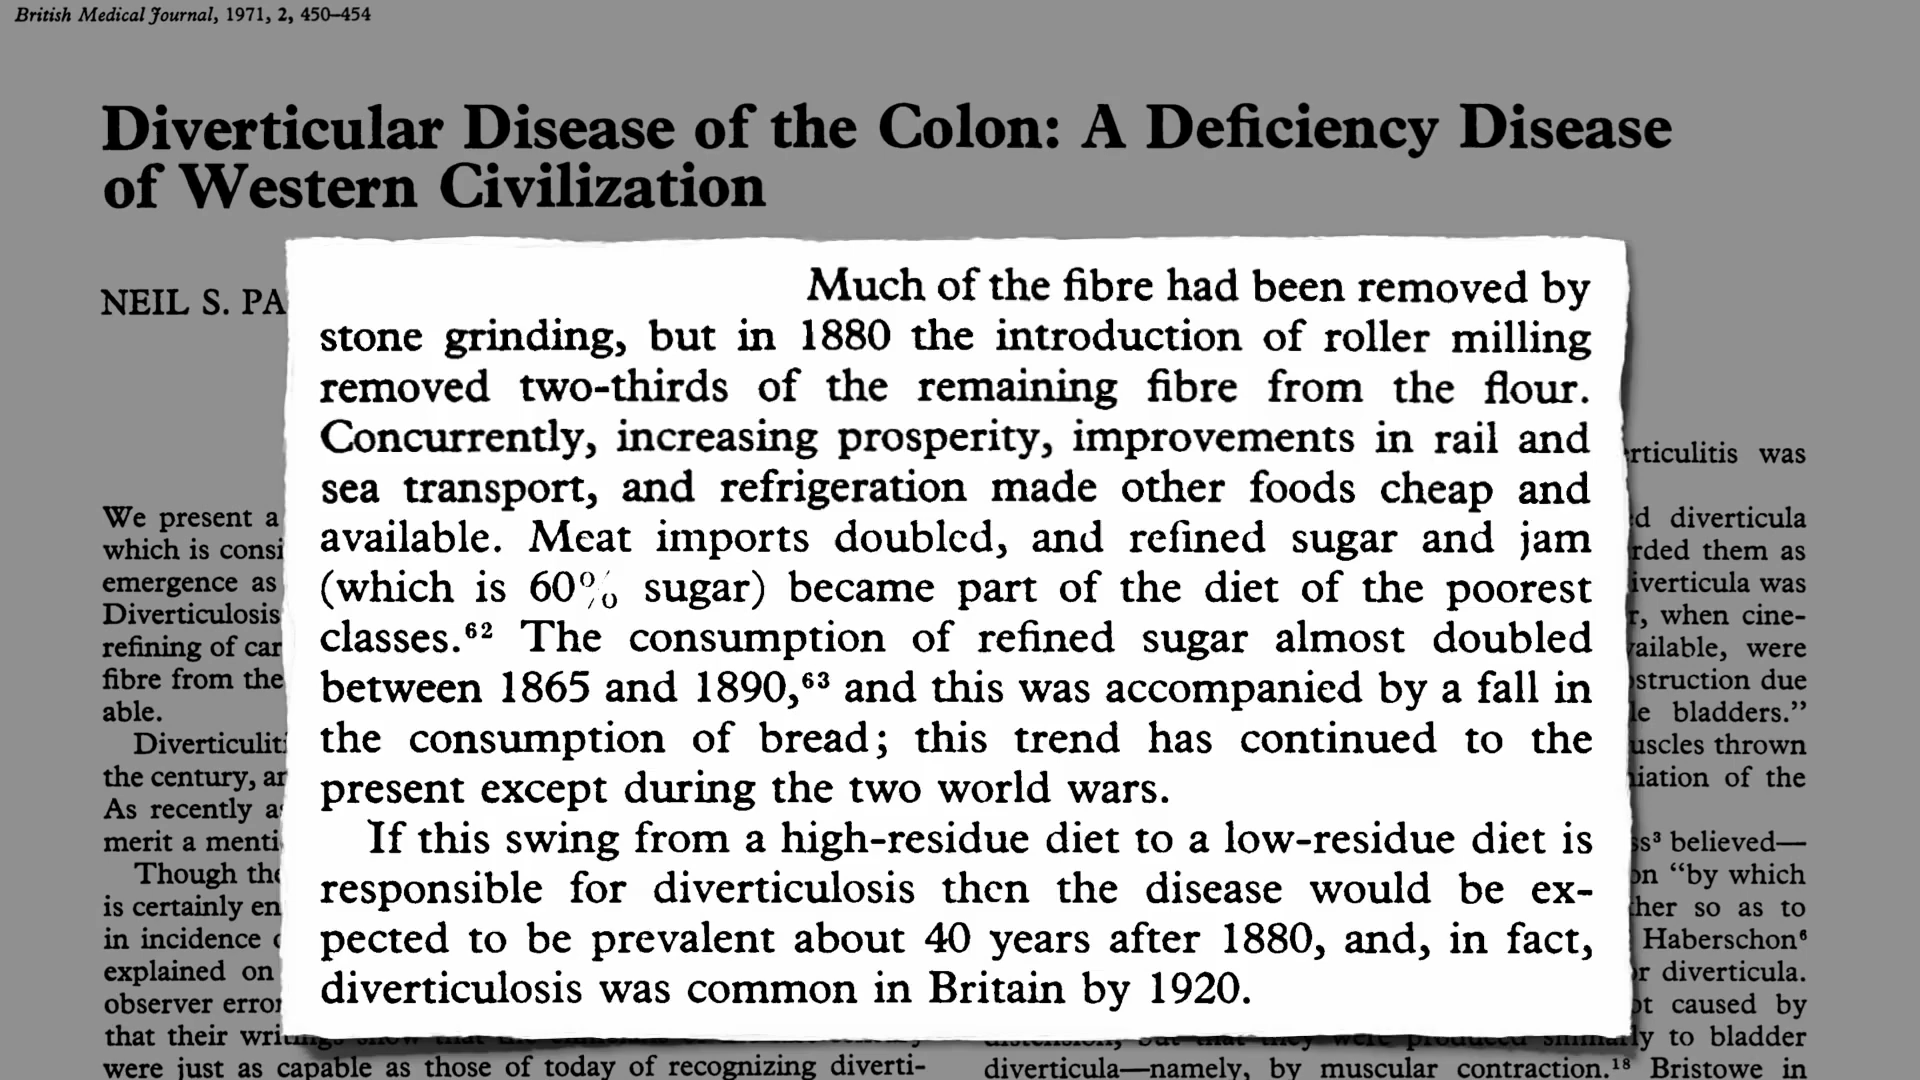 British Medical Journal, 1971, 2, 450–454
Diverticular Disease of the Colon: A Deficiency Disease
of Western Civilization
NEIL S. PA
Much of the fibre had been removed by
stone grinding, but in 1880 the introduction of roller milling
removed two-thirds of the remaining fibre from the flour.
Concurrently, increasing prosperity, improvements in rail and
sea transport, and refrigeration made other foods cheap and
available. Meat imports doubled, and refined sugar and jam
(which is 60% sugar) became part of the diet of the poorest
classes.⁶² The consumption of refined sugar almost doubled
between 1865 and 1890,⁶³ and this was accompanied by a fall in
the consumption of bread; this trend has continued to the
present except during the two world wars.
If this swing from a high-residue diet to a low-residue diet is
responsible for diverticulosis then the disease would be ex-
pected to be prevalent about 40 years after 1880, and, in fact,
diverticulosis was common in Britain by 1920.
We present a
which is consi
emergence as
Diverticulosis
refining of car
fibre from the
able.
Diverticuliti
the century, an
As recently as
merit a menti
Though the
is certainly en
in incidence
explained on
observer error
that their wri
were just as capable as those of today of recognizing diverti-
rticulitis was
d diverticula
rded them as
iverticula was
r, when cine-
vailable, were
struction due
le bladders.”
uscles thrown
iation of the
ss³ believed—
on “by which
her so as to
Haberschon⁶
r diverticula.
ot caused by
ly to bladder
diverticula—namely, by muscular contraction.¹⁸ Bristowe in